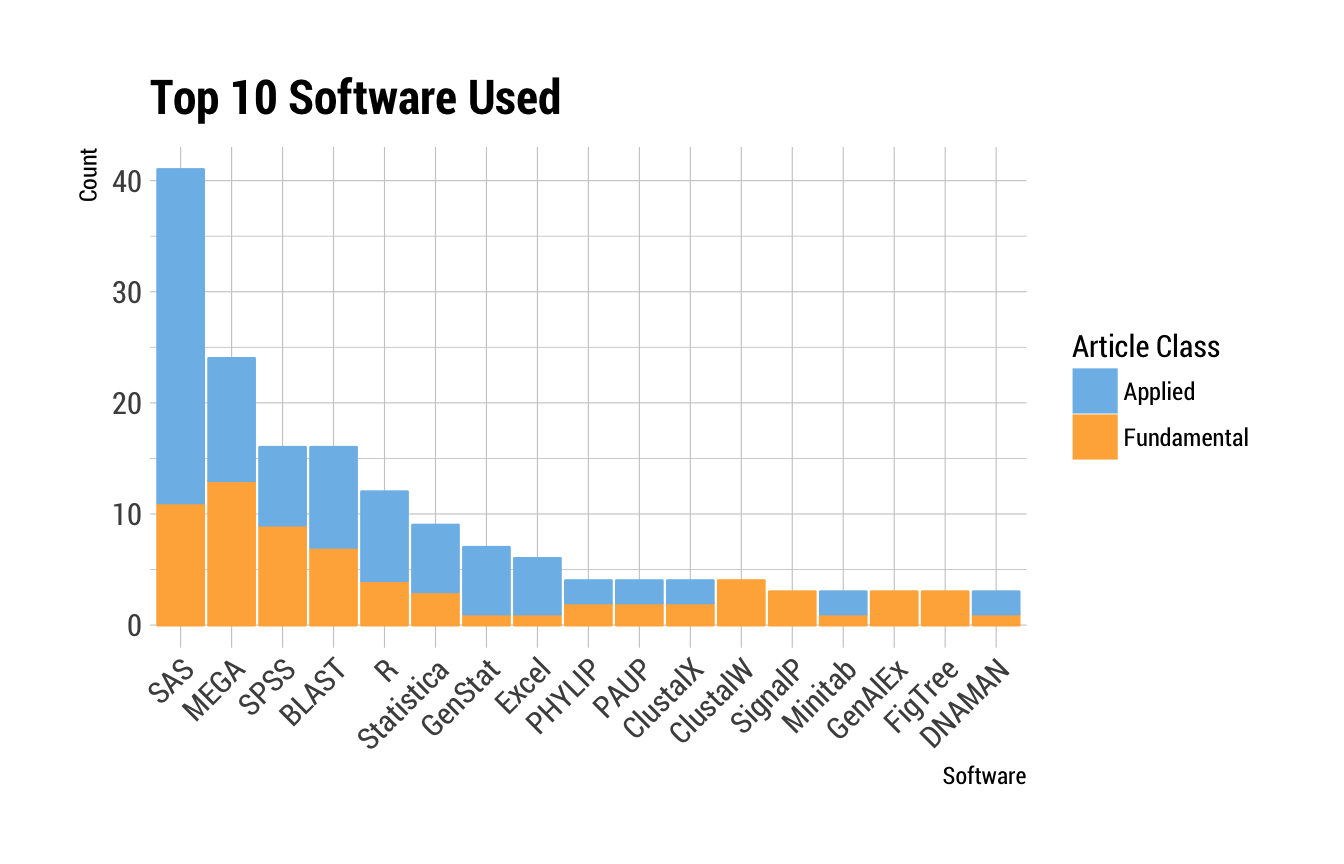 Top 10 Software Used
Count
40
30
20
10
0
SAS
MEGA
SPSS
BLAST
R
Statistica
GenStat
Excel
PHYLIP
PAUP
ClustalX
ClustalW
SignalP
Minitab
GenAlEx
FigTree
DNAMAN
Software
Article Class
Applied
Fundamental